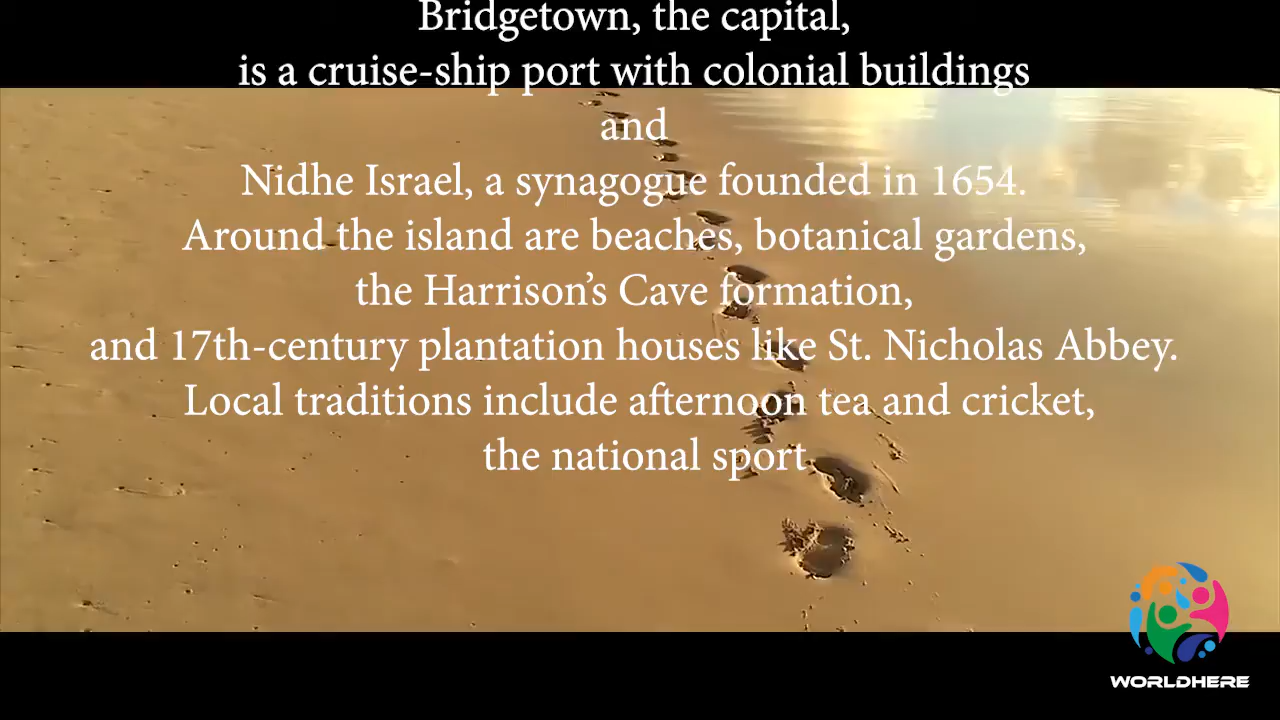 Bridgetown, the capital,
is a cruise-ship port with colonial buildings
and
Nidhe Israel, a synagogue founded in 1654.
Around the island are beaches, botanical gardens,
the Harrison’s Cave formation,
and 17th-century plantation houses like St. Nicholas Abbey.
Local traditions include afternoon tea and cricket,
the national sport
WORLDHERE